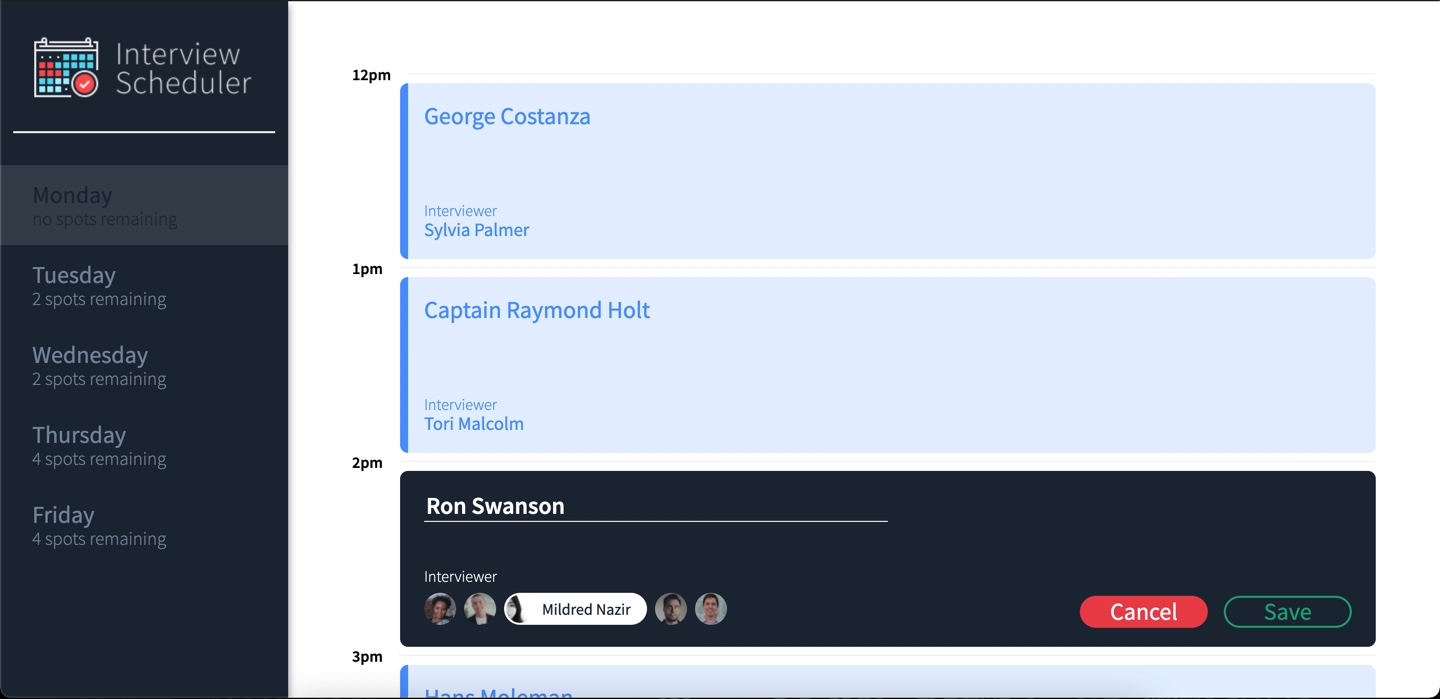 Interview
Scheduler
Monday
no spots remaining
Tuesday
2 spots remaining
Wednesday
2 spots remaining
Thursday
4 spots remaining
Friday
4 spots remaining
12pm
George Costanza
Interviewer
Sylvia Palmer
1pm
Captain Raymond Holt
Interviewer
Tori Malcolm
2pm
Ron Swanson
Interviewer
Mildred Nazir
Cancel
Save
3pm
Hans Moleman